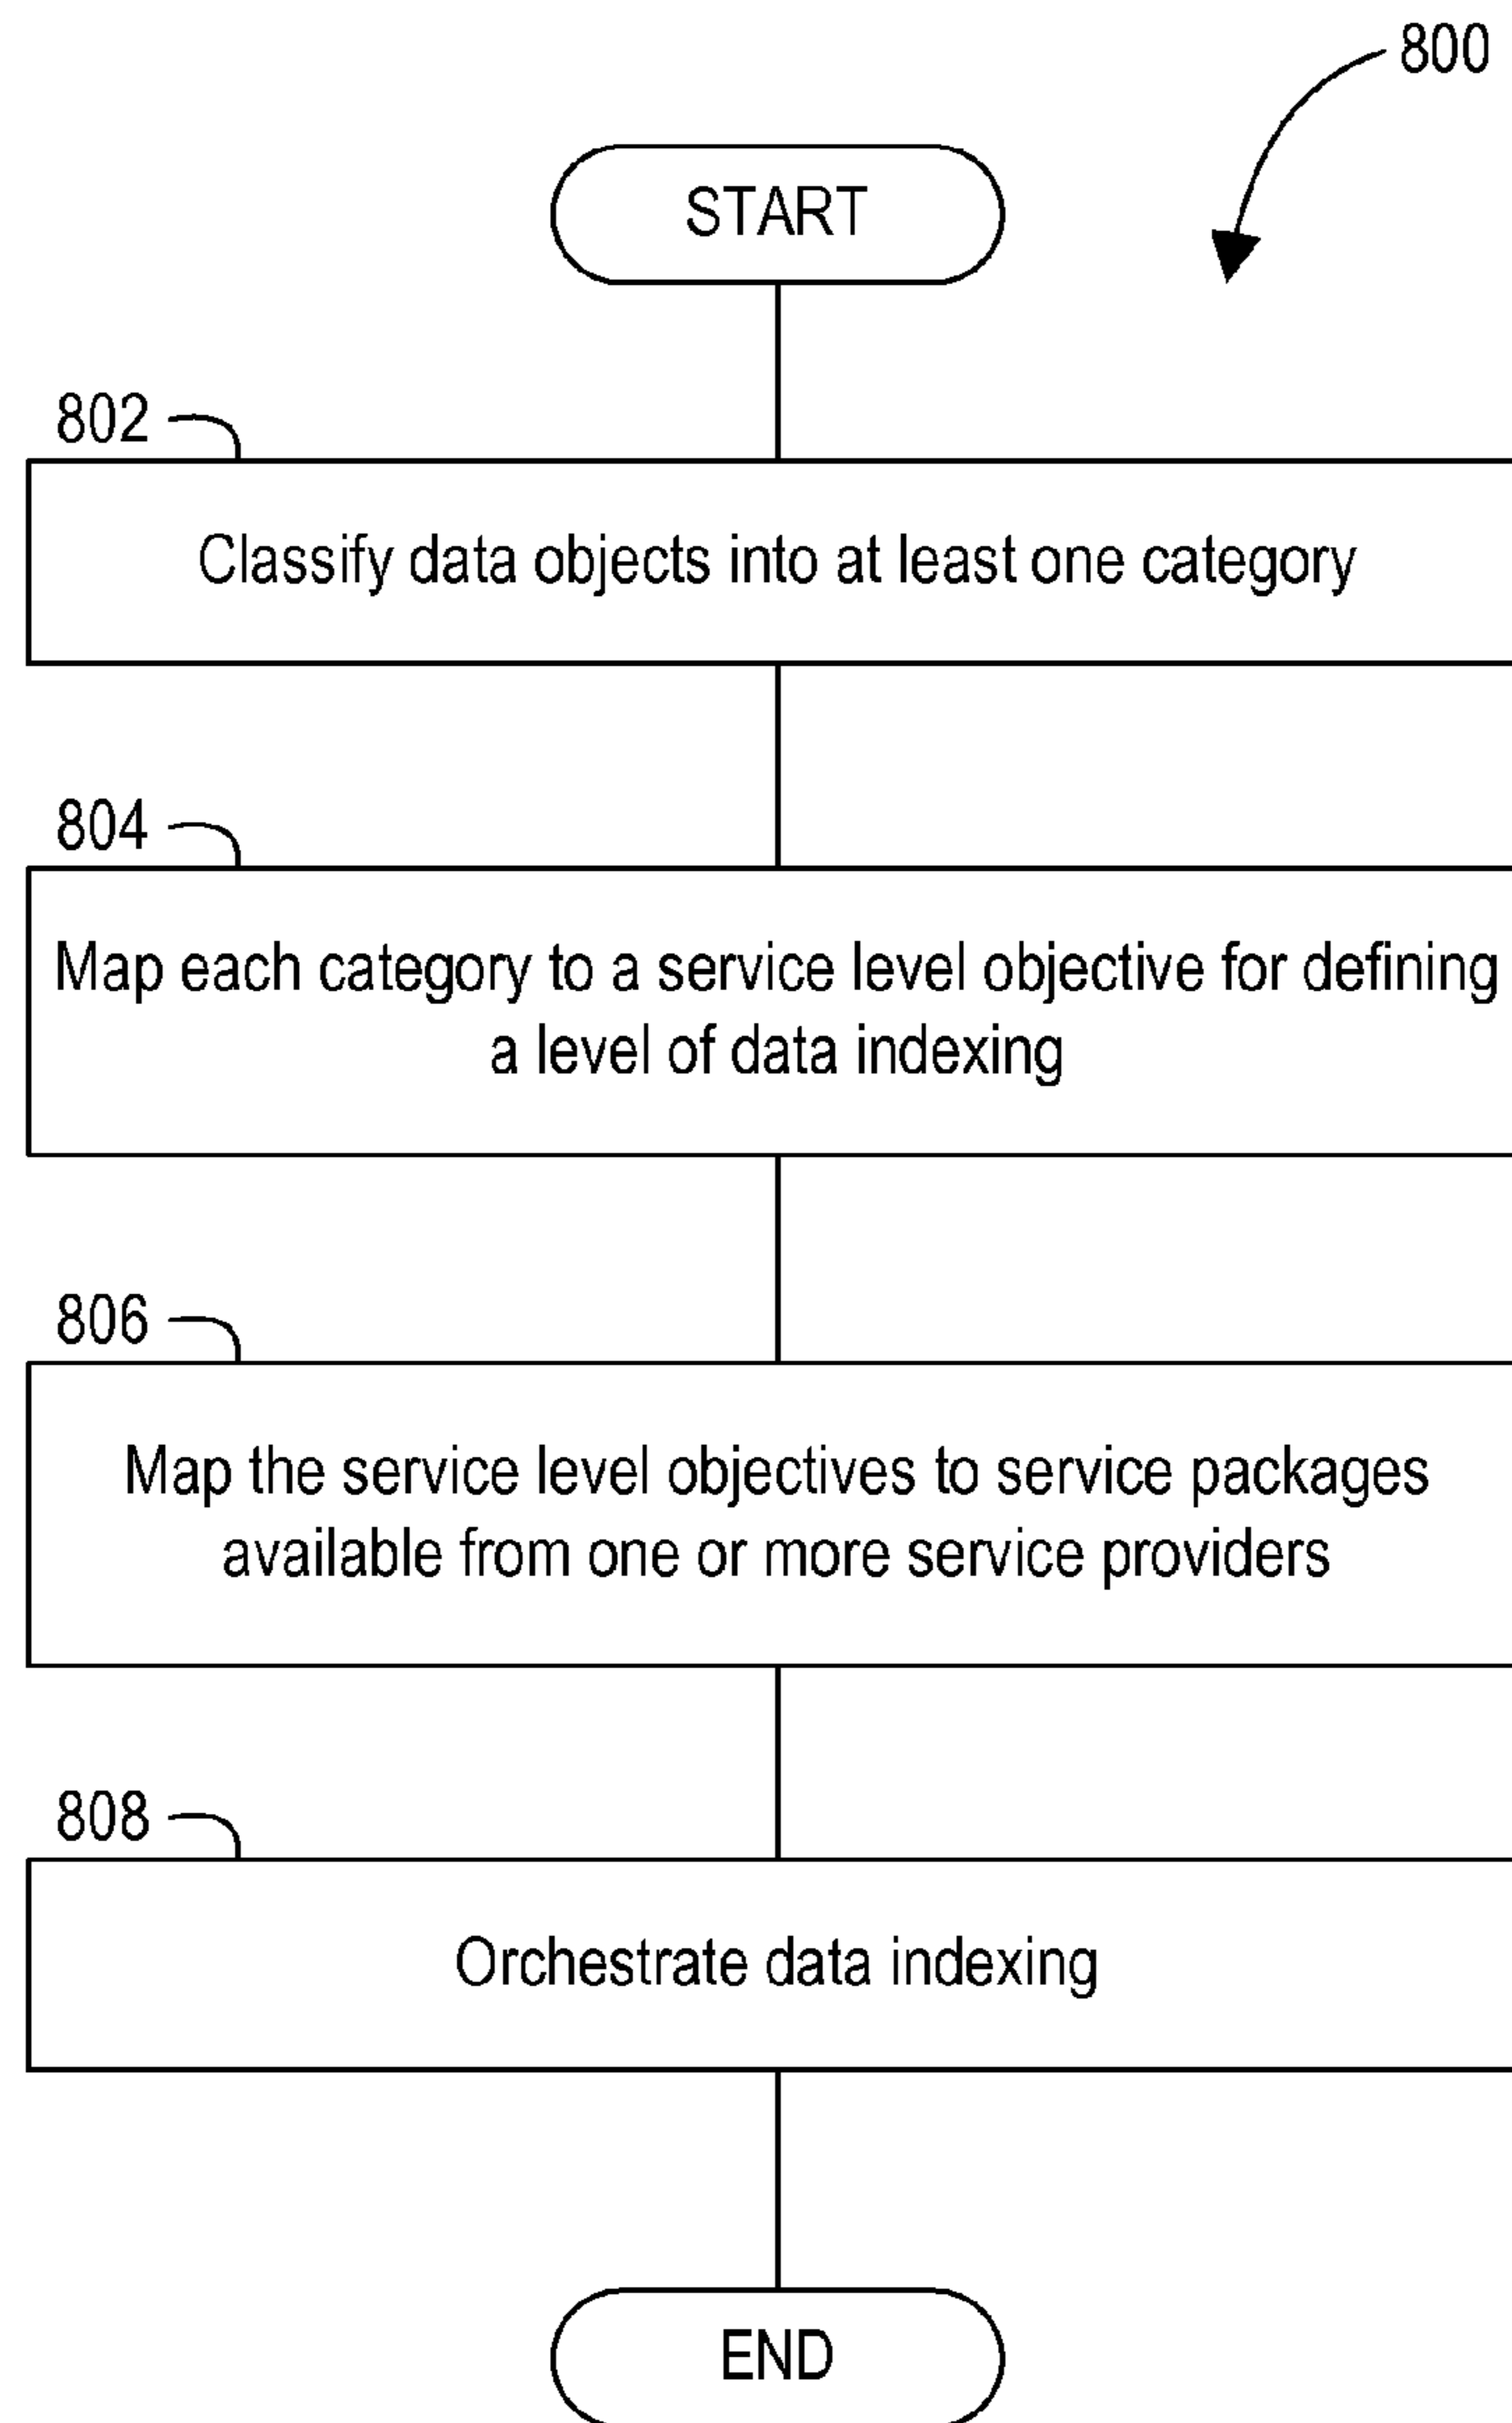 800
START
802
Classify data objects into at least one category
804
Map each category to a service level objective for defining
a level of data indexing
806
Map the service level objectives to service packages
available from one or more service providers
808
Orchestrate data indexing
END